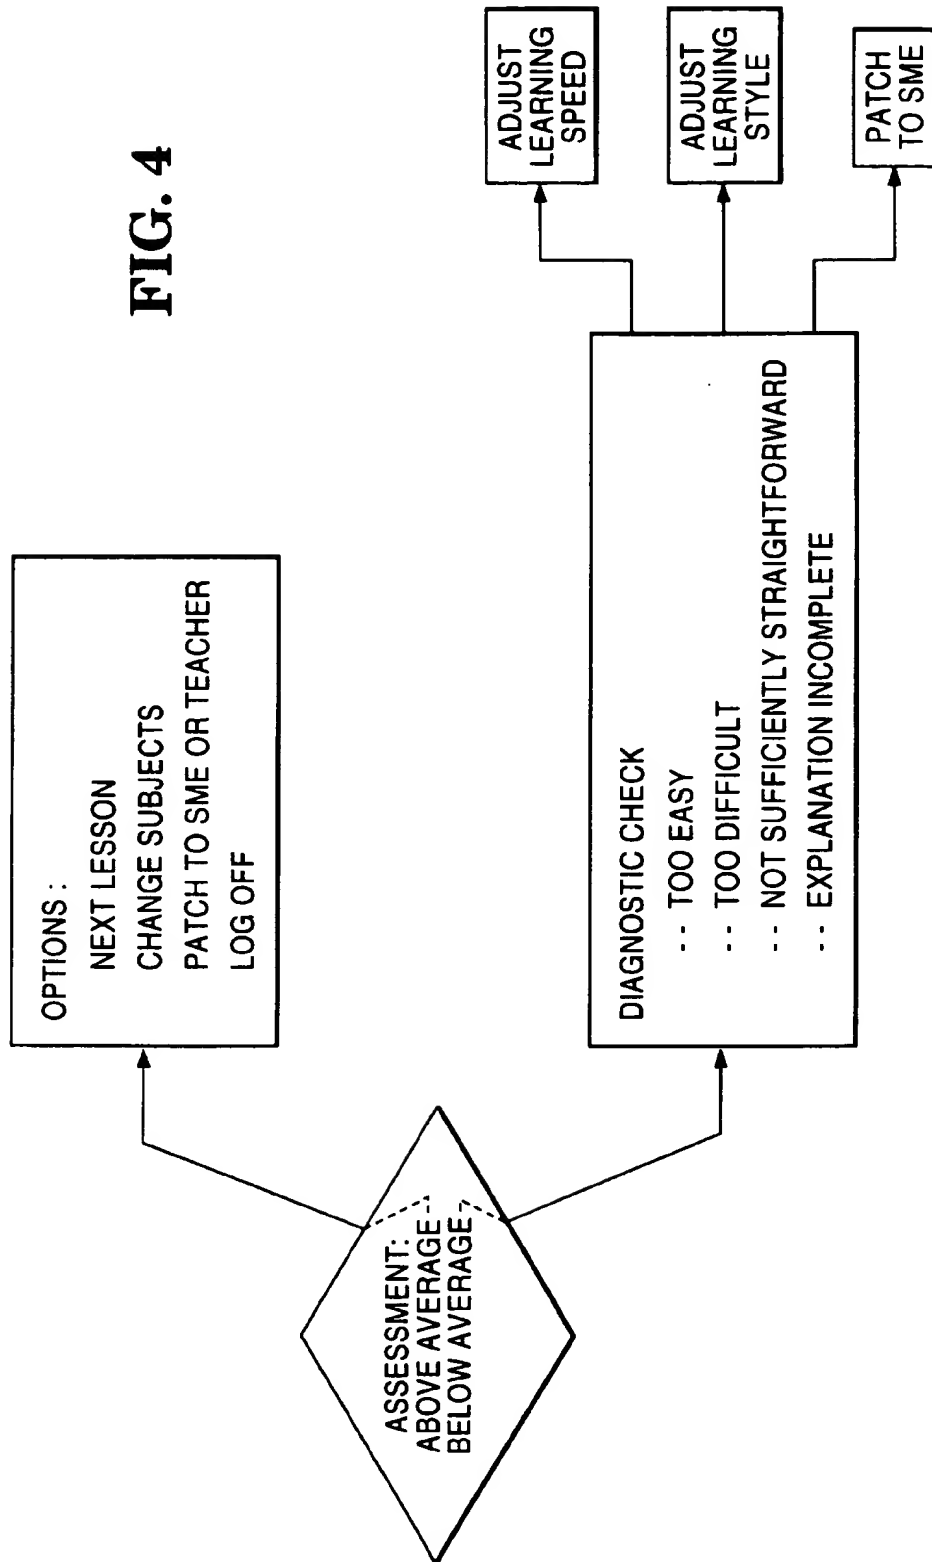 FIG. 4
ASSESSMENT:
ABOVE AVERAGE
BELOW AVERAGE
OPTIONS :
NEXT LESSON
CHANGE SUBJECTS
PATCH TO SME OR TEACHER
LOG OFF
DIAGNOSTIC CHECK
-- TOO EASY
-- TOO DIFFICULT
-- NOT SUFFICIENTLY STRAIGHTFORWARD
-- EXPLANATION INCOMPLETE
ADJUST
LEARNING
SPEED
ADJUST
LEARNING
STYLE
PATCH
TO SME